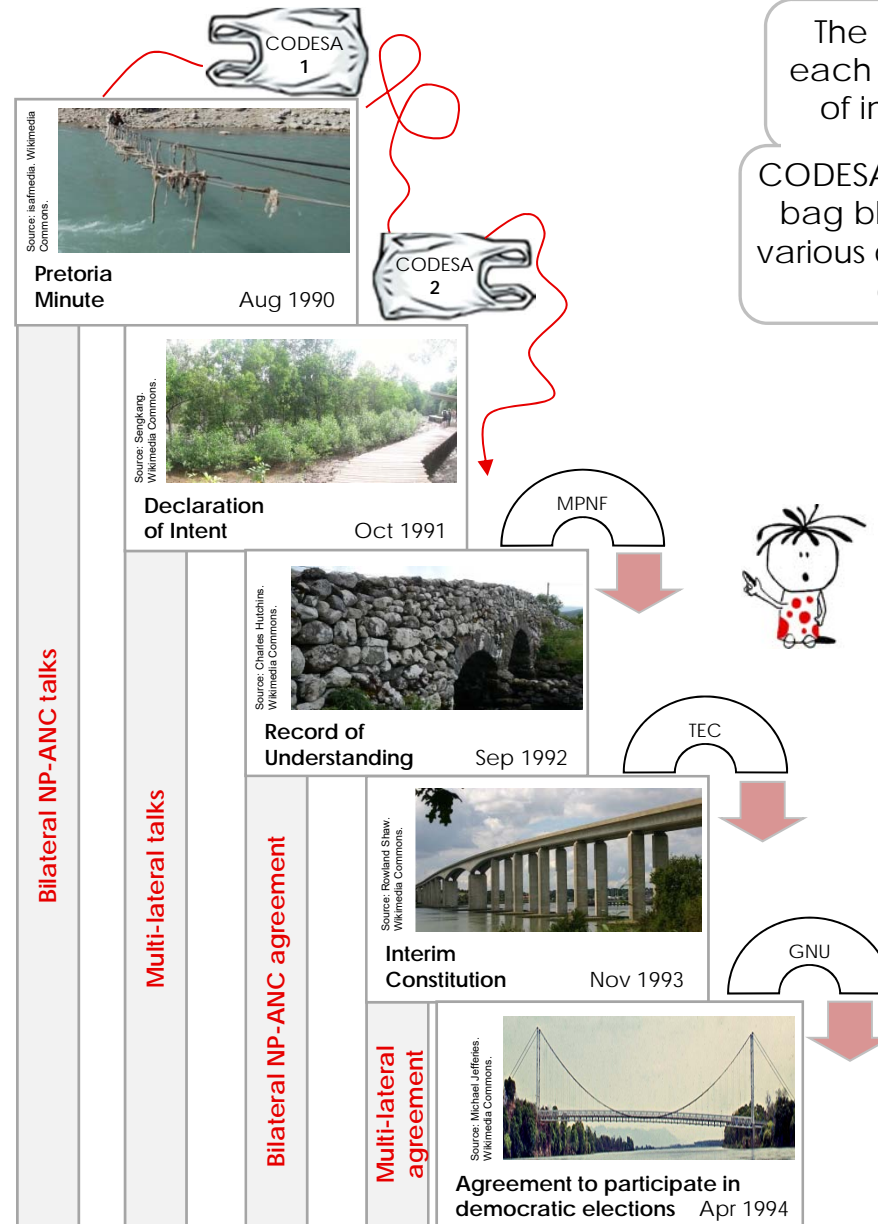 CODESA
1
The
each
of in
CODESA
bag bl
various
Source: isafmedia. Wikimedia
Commons.
Pretoria
Minute Aug 1990
CODESA
2
Source: Sengkang.
Wikimedia Commons.
Declaration
of Intent Oct 1991
MPNF
Source: Charles Hutchins.
Wikimedia Commons.
Record of
Understanding Sep 1992
TEC
Source: Rowland Shaw.
Wikimedia Commons.
Interim
Constitution Nov 1993
GNU
Source: Michael Jefferies.
Wikimedia Commons.
Agreement to participate in
democratic elections Apr 1994
Bilateral NP-ANC talks
Multi-lateral talks
Bilateral NP-ANC agreement
Multi-lateral
agreement